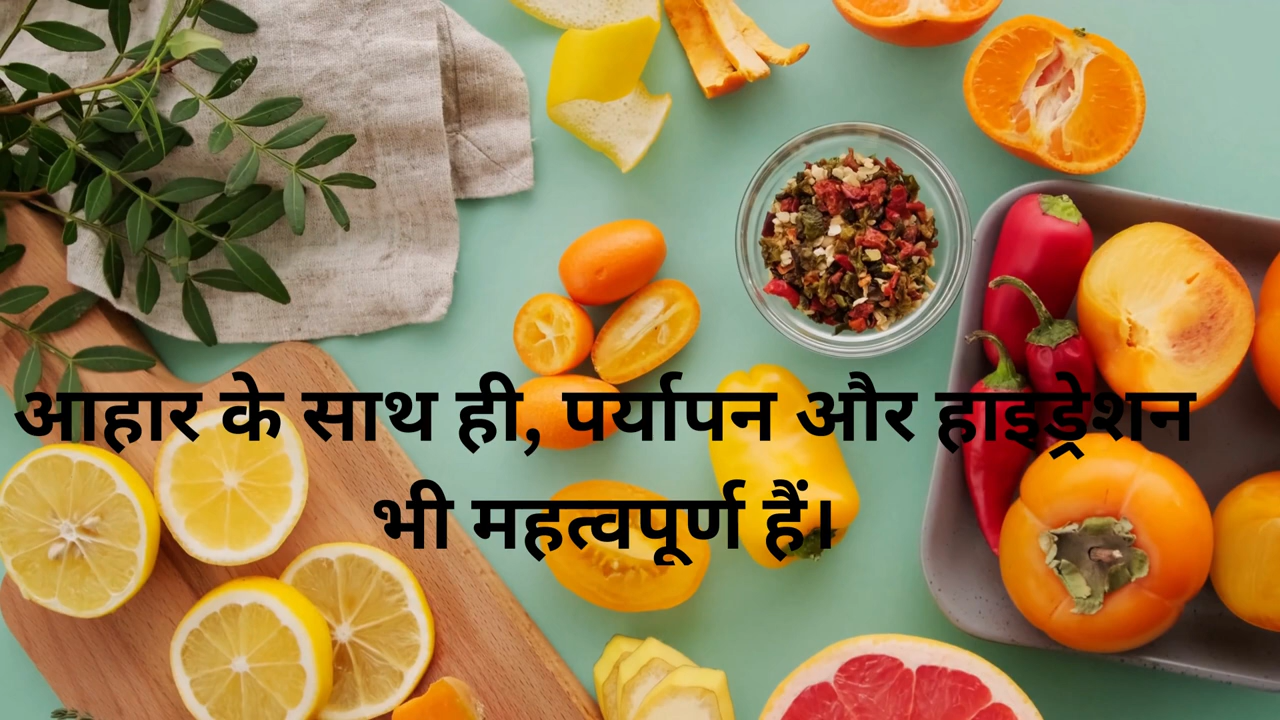 आहार के साथ ही, पर्यापन और हाइड्रेशन
भी महत्वपूर्ण हैं।